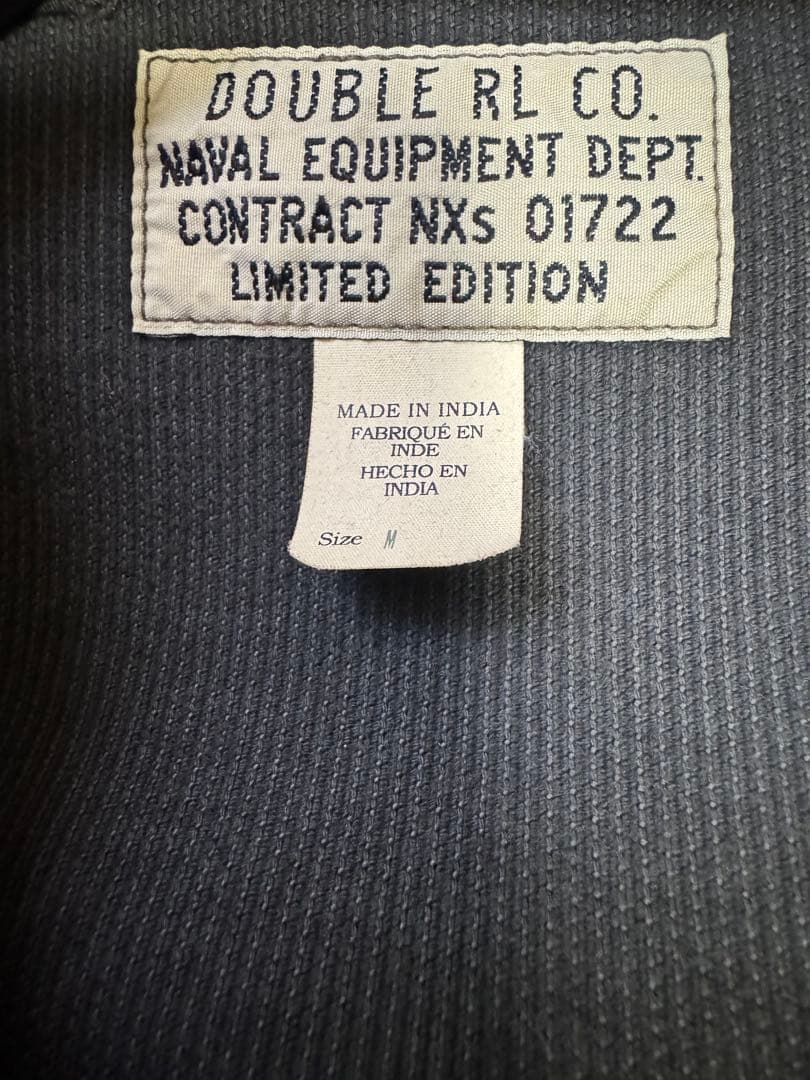 DOUBLE RL CO.
NAVAL EQUIPMENT DEPT.
CONTRACT NXs 01722
LIMITED EDITION
MADE IN INDIA
FABRIQUÉ EN
INDE
HECHO EN
INDIA
Size M